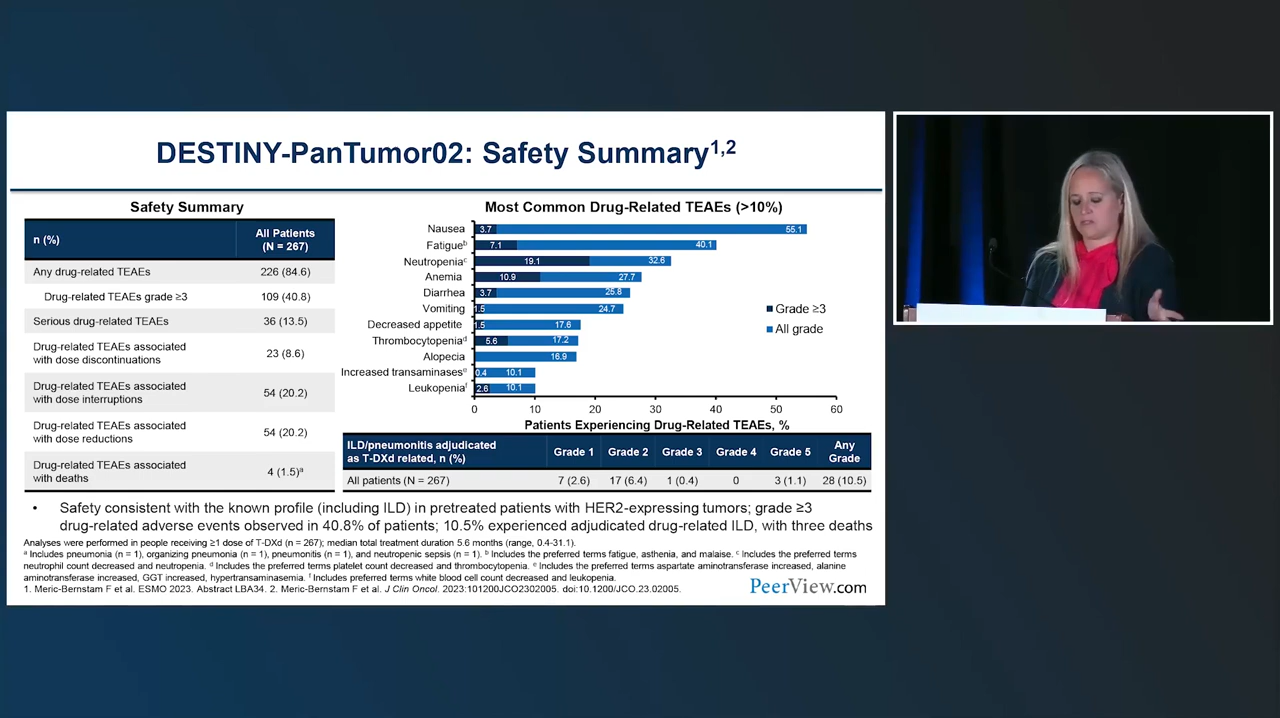 DESTINY-PanTumor02: Safety Summary1,2
Safety Summary
n (%)
All Patients
(N = 267)
Any drug-related TEAEs 226 (84.6)
Drug-related TEAEs grade ≥3 109 (40.8)
Serious drug-related TEAEs 36 (13.5)
Drug-related TEAEs associated
with dose discontinuations
23 (8.6)
Drug-related TEAEs associated
with dose interruptions
54 (20.2)
Drug-related TEAEs associated
with dose reductions
54 (20.2)
Drug-related TEAEs associated
with deaths
4 (1.5)a
Most Common Drug-Related TEAEs (>10%)
Nausea 3.7 55.1
Fatigueb 7.1 40.1
Neutropeniac 19.1 32.6
Anemia 10.9 27.7
Diarrhea 3.7 25.8
Vomiting 1.5 24.7
Decreased appetite 1.5 17.6
Thrombocytopeniad 5.6 17.2
Alopecia 16.9
Increased transaminasese 0.4 10.1
Leukopeniaf 2.6 10.1
Grade ≥3
All grade
0 10 20 30 40 50 60
Patients Experiencing Drug-Related TEAEs, %
ILD/pneumonitis adjudicated
as T-DXd related, n (%)
Grade 1 Grade 2 Grade 3 Grade 4 Grade 5 Any
Grade
All patients (N = 267) 7 (2.6) 17 (6.4) 1 (0.4) 0 3 (1.1) 28 (10.5)
• Safety consistent with the known profile (including ILD) in pretreated patients with HER2-expressing tumors; grade ≥3
drug-related adverse events observed in 40.8% of patients; 10.5% experienced adjudicated drug-related ILD, with three deaths
Analyses were performed in people receiving ≥1 dose of T-DXd (n = 267); median total treatment duration 5.6 months (range, 0.4-31.1).
a Includes pneumonia (n = 1), organizing pneumonia (n = 1), pneumonitis (n = 1), and neutropenic sepsis (n = 1). b Includes the preferred terms fatigue, asthenia, and malaise. c Includes the preferred terms
neutrophil count decreased and neutropenia. d Includes the preferred terms platelet count decreased and thrombocytopenia. e Includes the preferred terms aspartate aminotransferase increased, alanine
aminotransferase increased, GGT increased, hypertransaminasemia. f Includes preferred terms white blood cell count decreased and leukopenia.
1. Meric-Bernstam F et al. ESMO 2023. Abstract LBA34. 2. Meric-Bernstam F et al. J Clin Oncol. 2023:101200JCO2302005. doi:10.1200/JCO.23.02005.
PeerView.com